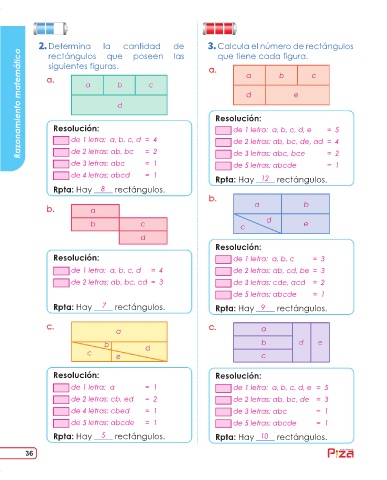 Razonamiento matemático
2. Determina la cantidad de
rectángulos que poseen las
siguientes figuras.
a.
a b c
d
Resolución:
de 1 letra: a, b, c, d = 4
de 2 letras: ab, bc = 2
de 3 letras: abc = 1
de 4 letras: abcd = 1
Rpta: Hay 8 rectángulos.
b.
a
b c
d
Resolución:
de 1 letra: a, b, c, d = 4
de 2 letras: ab, bc, cd = 3
Rpta: Hay 7 rectángulos.
c.
a
b
c d
e
Resolución:
de 1 letra: a = 1
de 2 letras: cb, ed = 2
de 4 letras: cbed = 1
de 5 letras: abcde = 1
Rpta: Hay 5 rectángulos.
3. Calcula el número de rectángulos
que tiene cada figura.
a.
a b c
d e
Resolución:
de 1 letra: a, b, c, d, e = 5
de 2 letras: ab, bc, de, ad = 4
de 3 letras: abc, bce = 2
de 5 letras: abcde = 1
Rpta: Hay 12 rectángulos.
b.
a b
d
c e
Resolución:
de 1 letra: a, b, c = 3
de 2 letras: ab, cd, be = 3
de 3 letras: cde, acd = 2
de 5 letras: abcde = 1
Rpta: Hay 9 rectángulos.
c.
a
b d e
c
Resolución:
de 1 letra: a, b, c, d, e = 5
de 2 letras: ab, bc, de = 3
de 3 letras: abc = 1
de 5 letras: abcde = 1
Rpta: Hay 10 rectángulos.
36